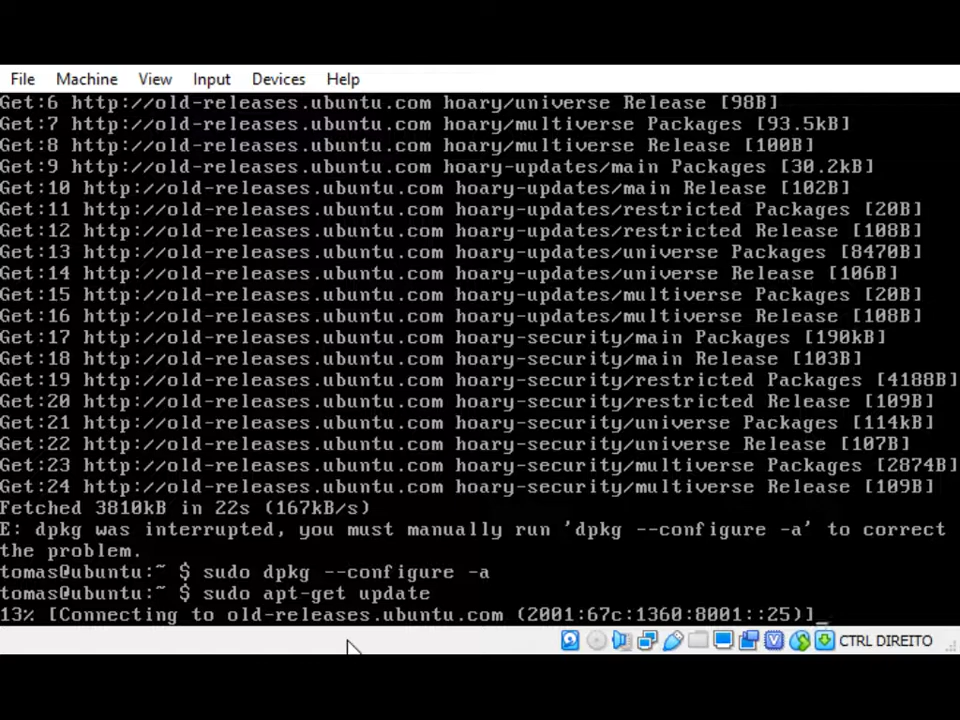 File Machine View Input Devices Help
Get:6 http://old-releases.ubuntu.com hoary/universe Release [98B]
Get:7 http://old-releases.ubuntu.com hoary/multiverse Packages [93.5kB]
Get:8 http://old-releases.ubuntu.com hoary/multiverse Release [100B]
Get:9 http://old-releases.ubuntu.com hoary-updates/main Packages [30.2kB]
Get:10 http://old-releases.ubuntu.com hoary-updates/main Release [102B]
Get:11 http://old-releases.ubuntu.com hoary-updates/restricted Packages [20B]
Get:12 http://old-releases.ubuntu.com hoary-updates/restricted Release [108B]
Get:13 http://old-releases.ubuntu.com hoary-updates/universe Packages [8470B]
Get:14 http://old-releases.ubuntu.com hoary-updates/universe Release [106B]
Get:15 http://old-releases.ubuntu.com hoary-updates/multiverse Packages [20B]
Get:16 http://old-releases.ubuntu.com hoary-updates/multiverse Release [108B]
Get:17 http://old-releases.ubuntu.com hoary-security/main Packages [190kB]
Get:18 http://old-releases.ubuntu.com hoary-security/main Release [103B]
Get:19 http://old-releases.ubuntu.com hoary-security/restricted Packages [4188B]
Get:20 http://old-releases.ubuntu.com hoary-security/restricted Release [109B]
Get:21 http://old-releases.ubuntu.com hoary-security/universe Packages [114kB]
Get:22 http://old-releases.ubuntu.com hoary-security/universe Release [107B]
Get:23 http://old-releases.ubuntu.com hoary-security/multiverse Packages [2874B]
Get:24 http://old-releases.ubuntu.com hoary-security/multiverse Release [109B]
Fetched 3810kB in 22s (167kB/s)
E: dpkg was interrupted, you must manually run 'dpkg --configure -a' to correct
the problem.
tomas@ubuntu:~ $ sudo dpkg --configure -a
tomas@ubuntu:~ $ sudo apt-get update
13% [Connecting to old-releases.ubuntu.com (2001:67c:1360:8001::25)]_
CTRL DIREITO